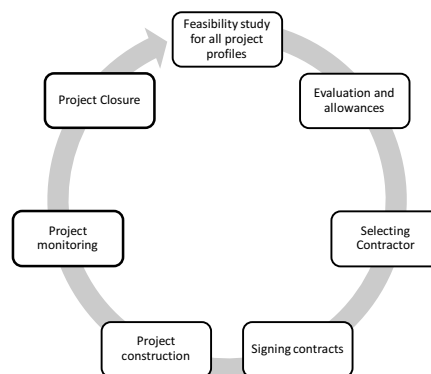 Feasibility study
for all project
profiles
Evaluation and
allowances
Selecting
Contractor
Signing contracts
Project
construction
Project
monitoring
Project Closure